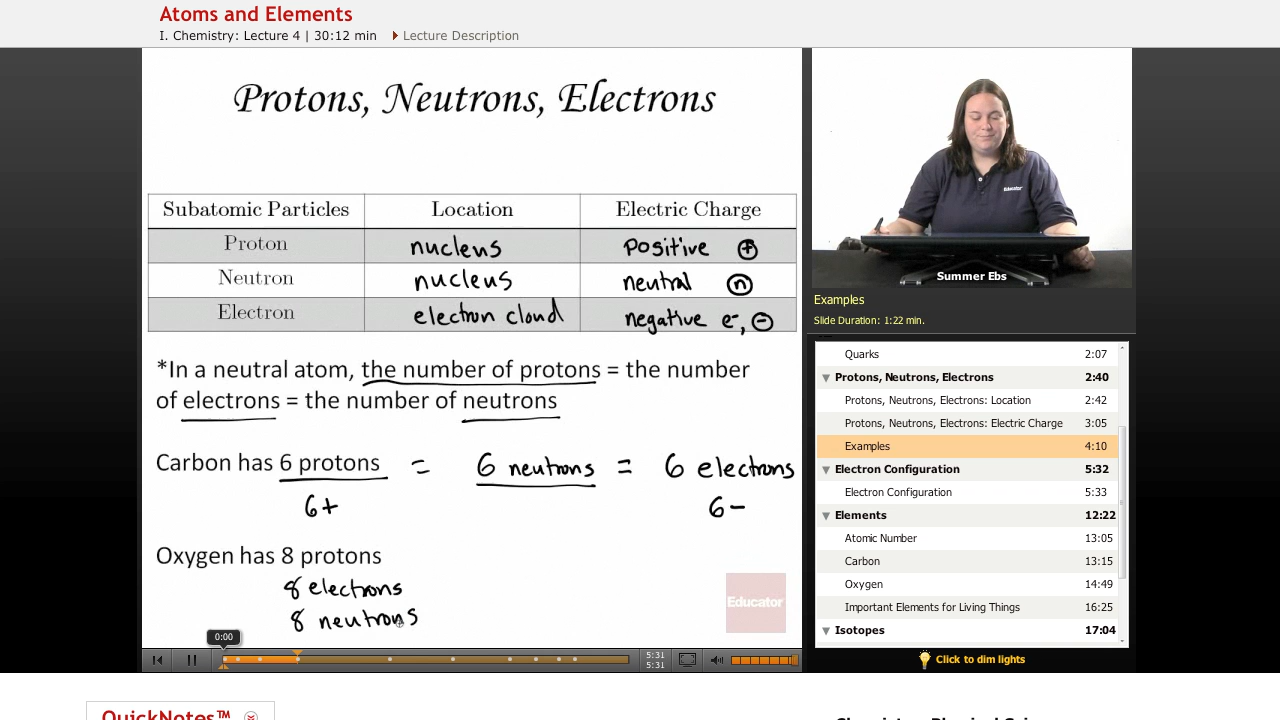 Atoms and Elements
I. Chemistry: Lecture 4 | 30:12 min Lecture Description
Protons, Neutrons, Electrons
Subatomic Particles Location Electric Charge
Proton nucleus positive +
Neutron nucleus neutral n
Electron electron cloud negative e-, -
*In a neutral atom, the number of protons = the number
of electrons = the number of neutrons
Carbon has 6 protons = 6 neutrons = 6 electrons
6+ 6-
Oxygen has 8 protons
8 electrons
8 neutrons
Educator
0:00
5:31
5:31
Educator
Summer Ebs
Examples
Slide Duration: 1:22 min.
Quarks 2:07
Protons, Neutrons, Electrons 2:40
Protons, Neutrons, Electrons: Location 2:42
Protons, Neutrons, Electrons: Electric Charge 3:05
Examples 4:10
Electron Configuration 5:32
Electron Configuration 5:33
Elements 12:22
Atomic Number 13:05
Carbon 13:15
Oxygen 14:49
Important Elements for Living Things 16:25
Isotopes 17:04
Click to dim lights
QuickNotes™